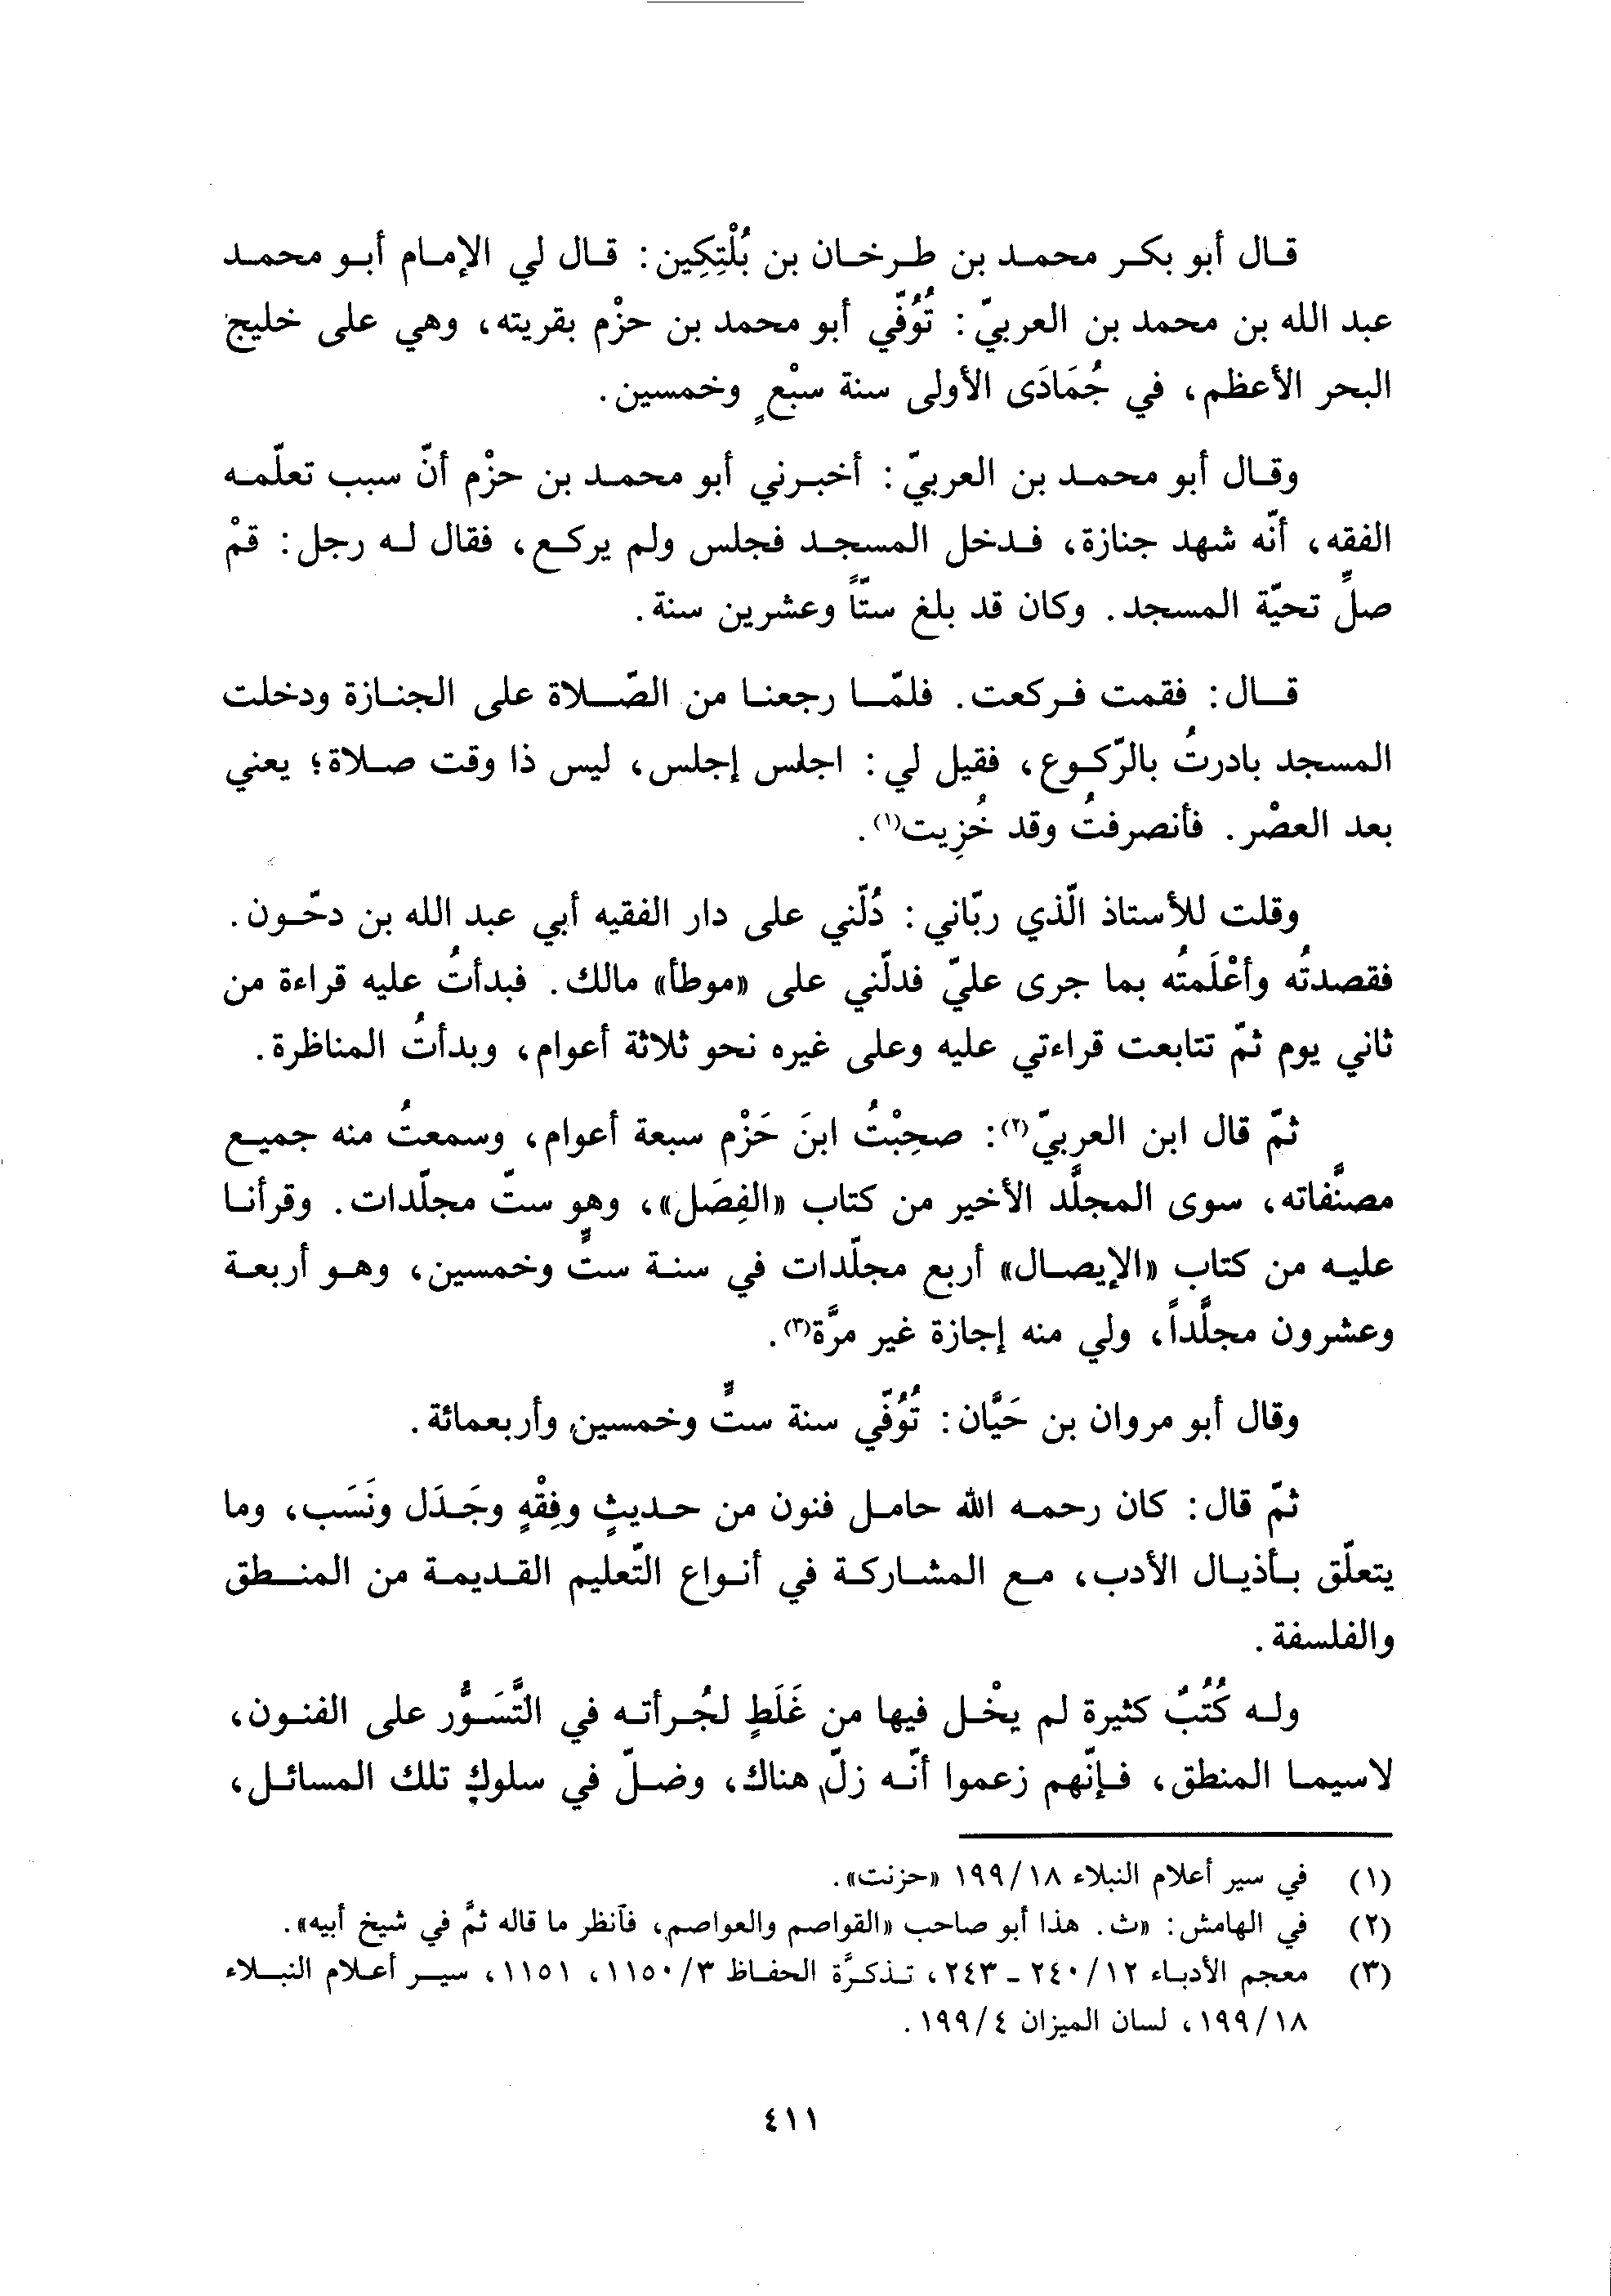 قال أبو بكر محمد بن طرخان بن بُلْتِكِين: قال لي الإمام أبو محمد
عبد الله بن محمد بن العربيّ: تُوُفّي أبو محمد بن حزْم بقريته، وهي على خليج
البحر الأعظم، في جُمَادَى الأولى سنة سبْعٍ وخمسين.
وقال أبو محمد بن العربيّ: أخبرني أبو محمد بن حزْم أنّ سبب تعلّمه
الفقه، أنّه شهد جنازة، فدخل المسجد فجلس ولم يركع، فقال له رجل: قمْ
صلِّ تحيّة المسجد. وكان قد بلغ ستّاً وعشرين سنة.
قال: فقمت فركعت. فلمّا رجعنا من الصّلاة على الجنازة ودخلت
المسجد بادرتُ بالرّكوع، فقيل لي: اجلس إجلس، ليس ذا وقت صلاة؛ يعني
بعد العصْر. فأنصرفتُ وقد خُزِيت(١).
وقلت للأستاذ الّذي ربّاني: دُلّني على دار الفقيه أبي عبد الله بن دحّون.
فقصدتُه وأعْلَمتُه بما جرى عليّ فدلّني على «موطأ» مالك. فبدأتُ عليه قراءة من
ثاني يوم ثمّ تتابعت قراءتي عليه وعلى غيره نحو ثلاثة أعوام، وبدأتُ المناظرة.
ثمّ قال ابن العربيّ(٢): صحِبْتُ ابنَ حَزْم سبعة أعوام، وسمعتُ منه جميع
مصنَّفاته، سوى المجلَّد الأخير من كتاب «الفِصَل»، وهو ستّ مجلّدات. وقرأنا
عليه من كتاب «الإيصال» أربع مجلّدات في سنة ستٍّ وخمسين، وهو أربعة
وعشرون مجلَّداً، ولي منه إجازة غير مرَّة(٣).
وقال أبو مروان بن حَيَّان: تُوُفّي سنة ستٍّ وخمسين وأربعمائة.
ثمّ قال: كان رحمه الله حامل فنون من حديثٍ وفِقْهٍ وجَدَل ونَسَب، وما
يتعلّق بأذيال الأدب، مع المشاركة في أنواع التّعليم القديمة من المنطق
والفلسفة.
وله كُتُبٌ كثيرة لم يخْل فيها من غَلَطٍ لجُرأته في التَّسَوُّر على الفنون،
لاسيما المنطق، فإنّهم زعموا أنّه زلّ هناك، وضلّ في سلوك تلك المسائل،
(١) في سير أعلام النبلاء ١٩٩/١٨ «حزنت».
(٢) في الهامش: «ث. هذا أبو صاحب «القواصم والعواصم، فآنظر ما قاله ثمَّ في شيخ أبيه».
(٣) معجم الأدباء ٢٤٠/١٢ - ٢٤٣، تذكرَّة الحفاظ ١١٥٠/٣، ١١٥١، سير أعلام النبلاء
١٩٩/١٨، لسان الميزان ١٩٩/٤.
٤١١